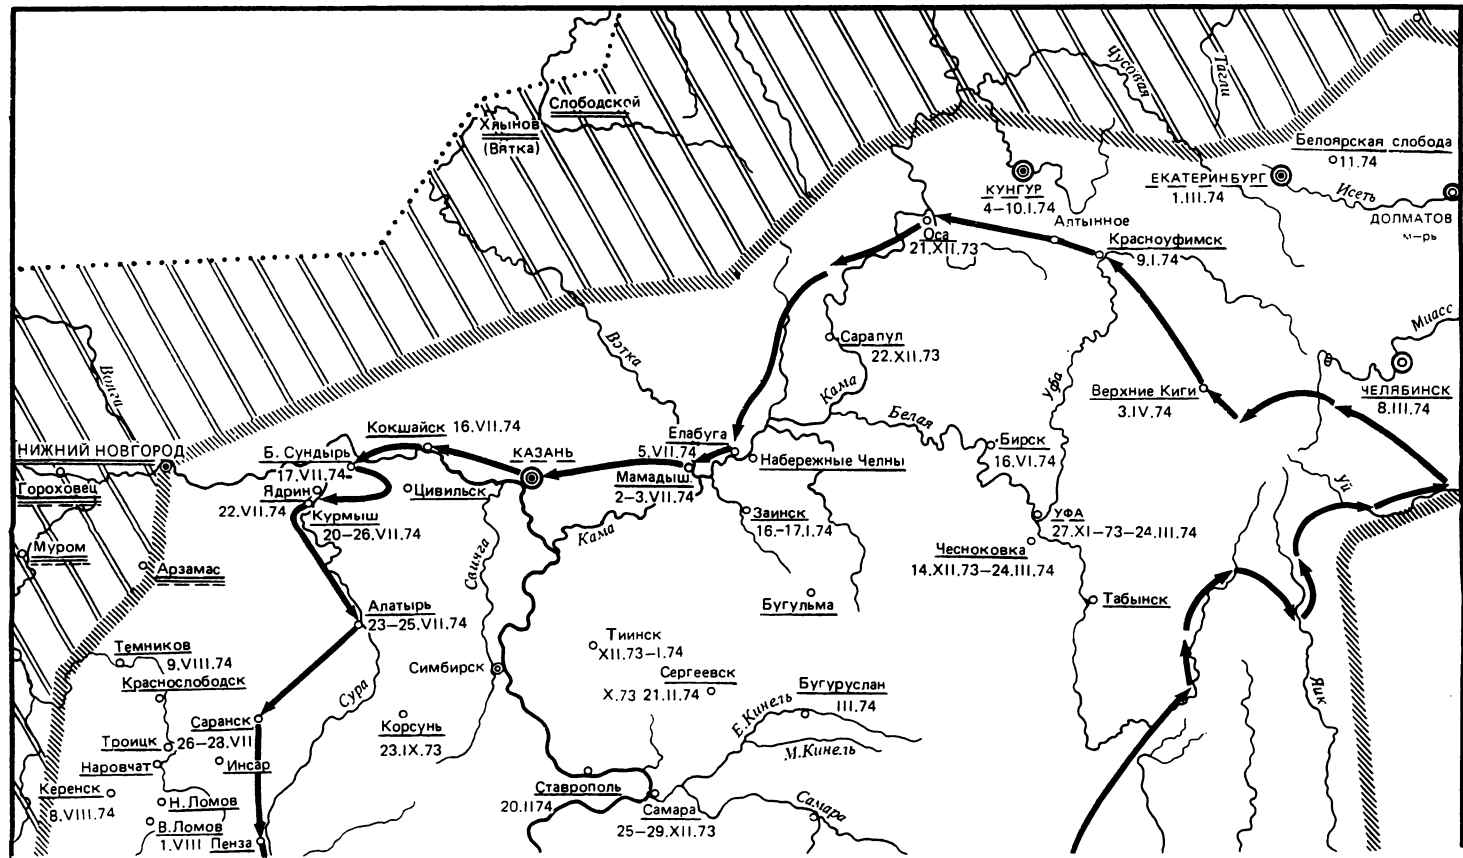 Слободской
Хлынов
(Вятка)
Чусовая
Тагли
Белоярская слобода
11.74
КУНГУР
4–10.I.74
ЕКАТЕРИНБУРГ
1.III.74
Исеть
ДОЛМАТОВ
м-рь
Алтынное
Оса
21.XII.73
Красноуфимск
9.I.74
Волга
Вэтка
Сарапул
22.XII.73
Кама
Белая
Уфа
Миасс
Верхние Киги
3.IV.74
ЧЕЛЯБИНСК
8.III.74
НИЖНИЙ НОВГОРОД
Гороховец
Кокшайск 16.VII.74
Б. Сундырь
17.VII.74
КАЗАНЬ
Елабуга
5.VII.74
Мамадыш
2–3.VII.74
Набережные Челны
Бирск
16.VI.74
Ядрин
22.VII.74
Цивильск
Курмыш
20–26.VII.74
Заинск
16.–17.I.74
УФА
27.XI–73–24.III.74
Уй
Кама
Муром
Арзамас
Свиуга
Чесноковка
14.XII.73–24.III.74
Алатырь
23–25.VII.74
Бугульма
Табынск
Темников
9.VIII.74
Краснослободск
Тиинск
XII.73–I.74
Симбирск
Сергеевск
X.73 21.II.74
Бугуруслан
III.74
Сура
Яик
Саранск
26–28.VII
Корсунь
23.IX.73
Е.Кинель
М.Кинель
Троицк
Наровчат
Инсар
Керенск
8.VIII.74
Н.Ломов
В.Ломов
1.VIII Пенза
Ставрополь
20.II74
Самара
25–29.XII.73
Самара